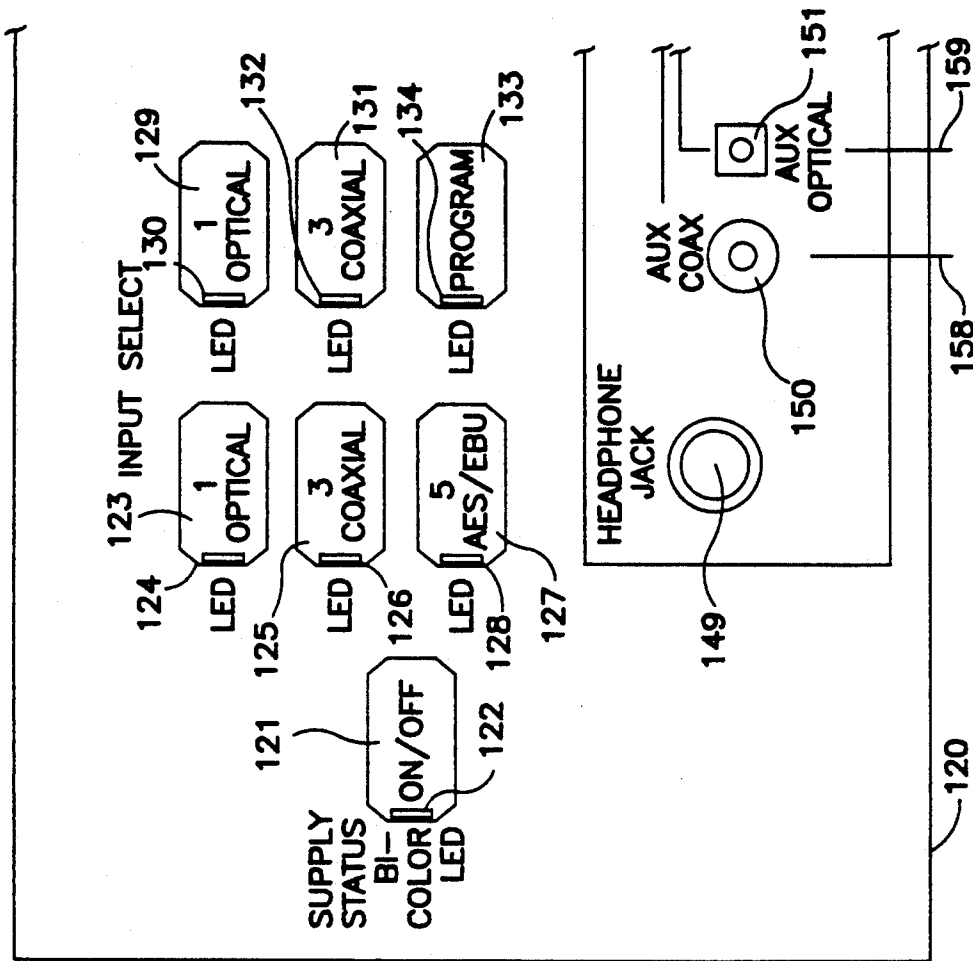 INPUT SELECT
123
129
130
124
1
OPTICAL
LED
1
OPTICAL
LED
132
131
125
3
COAXIAL
LED
126
3
COAXIAL
LED
134
133
5
AES/EBU
LED
128
127
PROGRAM
LED
121
ON/OFF
122
SUPPLY
STATUS
BI-
COLOR
LED
HEADPHONE
JACK
149
AUX
COAX
150
AUX
OPTICAL
151
158
159
120